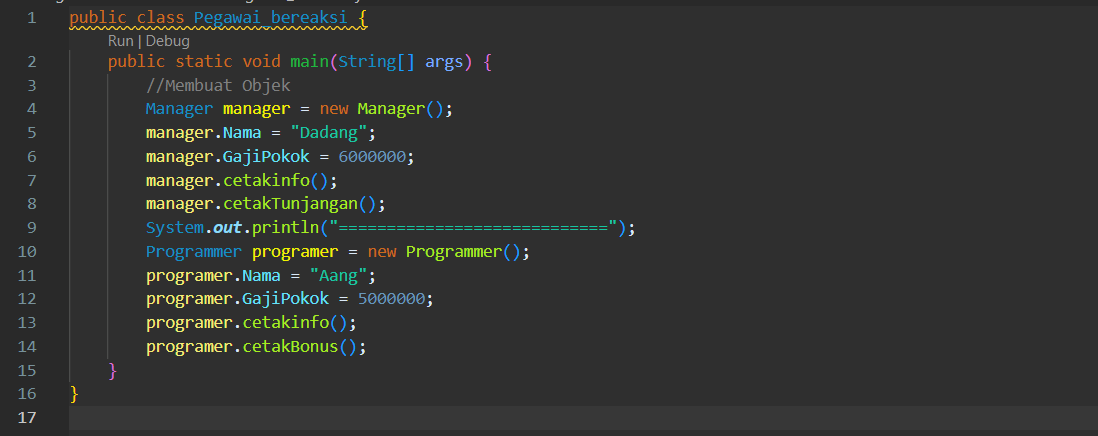 1 public class Pegawai_bereaksi {
Run | Debug
2 public static void main(String[] args) {
3 //Membuat Objek
4 Manager manager = new Manager();
5 manager.Nama = "Dadang";
6 manager.GajiPokok = 6000000;
7 manager.cetakinfo();
8 manager.cetakTunjangan();
9 System.out.println("============================");
10 Programmer programer = new Programmer();
11 programer.Nama = "Aang";
12 programer.GajiPokok = 5000000;
13 programer.cetakinfo();
14 programer.cetakBonus();
15 }
16 }
17